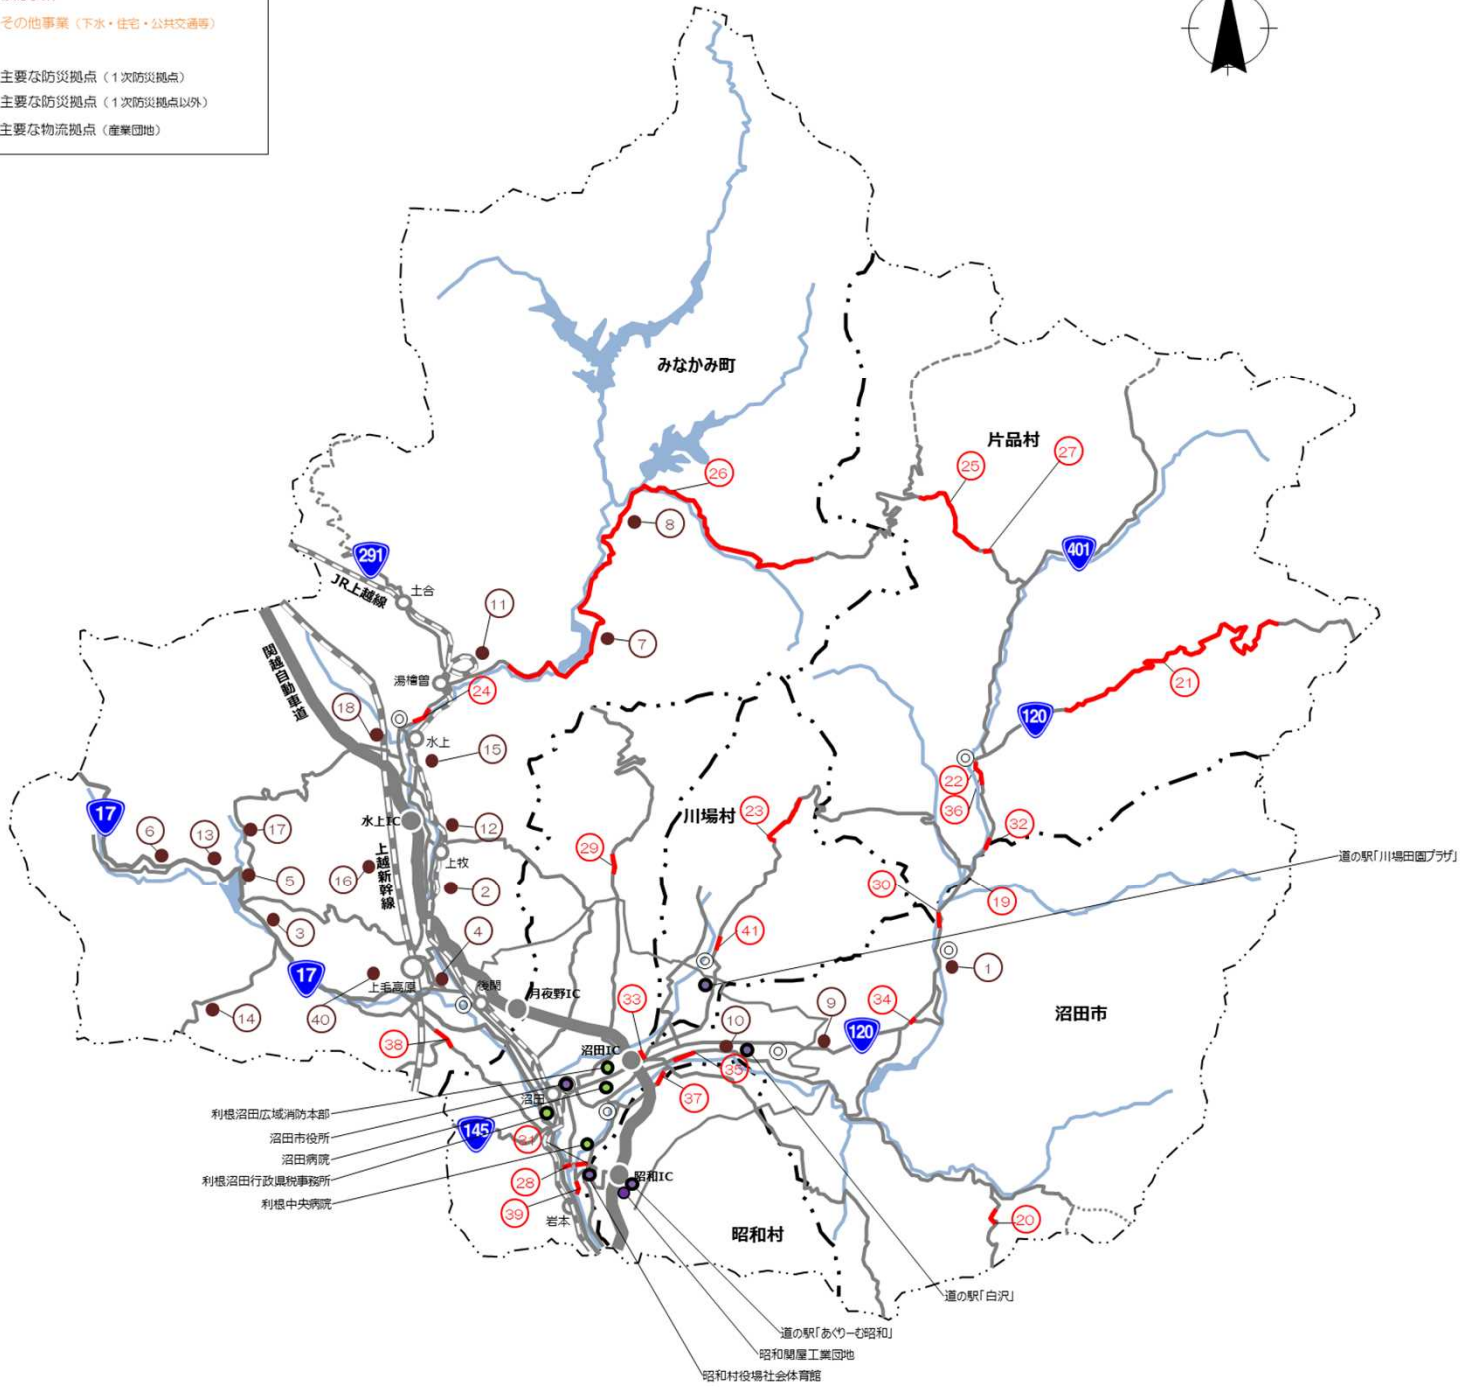 その他事業（下水・住宅・公共交通等）
主要な防災拠点（１次防災拠点）
主要な防災拠点（１次防災拠点以外）
主要な物流拠点（産業団地）
みなかみ町
片品村
26
25
27
8
401
291
JR上越線
土合
11
7
関越自動車道
湯檜曽
24
21
18
120
水上
15
22
17
36
23
川場村
水上IC
12
32
6
13
17
上越新幹線
上牧
29
道の駅「川場田園プラザ」
16
5
2
30
19
3
4
41
1
17
上毛高原
後閑
月夜野IC
33
34
9
沼田市
14
40
10
120
38
沼田IC
35
37
沼田
利根沼田広域消防本部
145
沼田市役所
31
沼田病院
利根沼田行政県税事務所
28
昭和IC
利根中央病院
39
岩本
昭和村
20
道の駅「白沢」
道の駅「あぐりーむ昭和」
昭和関屋工業団地
昭和村役場社会体育館